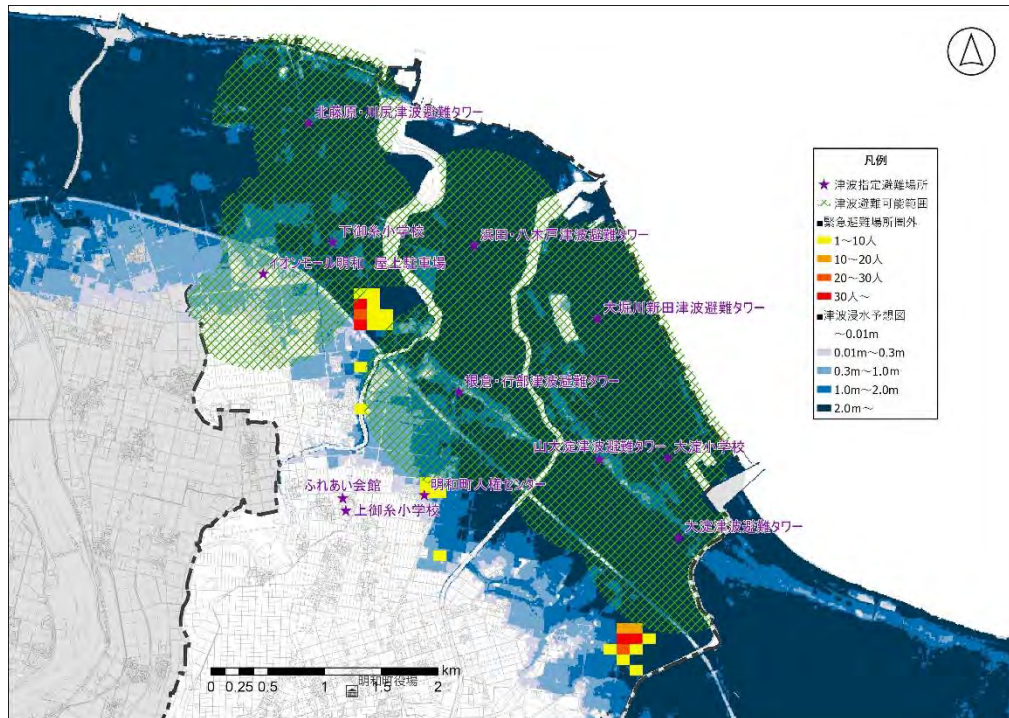 北藤原・川尻津波避難タワー
下御糸小学校
浜田・八木戸津波避難タワー
イオンモール明和 屋上駐車場
大堀川新田津波避難タワー
根倉・行部津波避難タワー
山大淀津波避難タワー
大淀小学校
ふれあい会館
明和町人権センター
上御糸小学校
大淀津波避難タワー
凡例
津波指定避難場所
津波避難可能範囲
■緊急避難場所圏外
1～10人
10～20人
20～30人
30人～
■津波浸水予想図
～0.01m
0.01m～0.3m
0.3m～1.0m
1.0m～2.0m
2.0m～
km
0 0.25 0.5 1 1.5 2
明和町役場